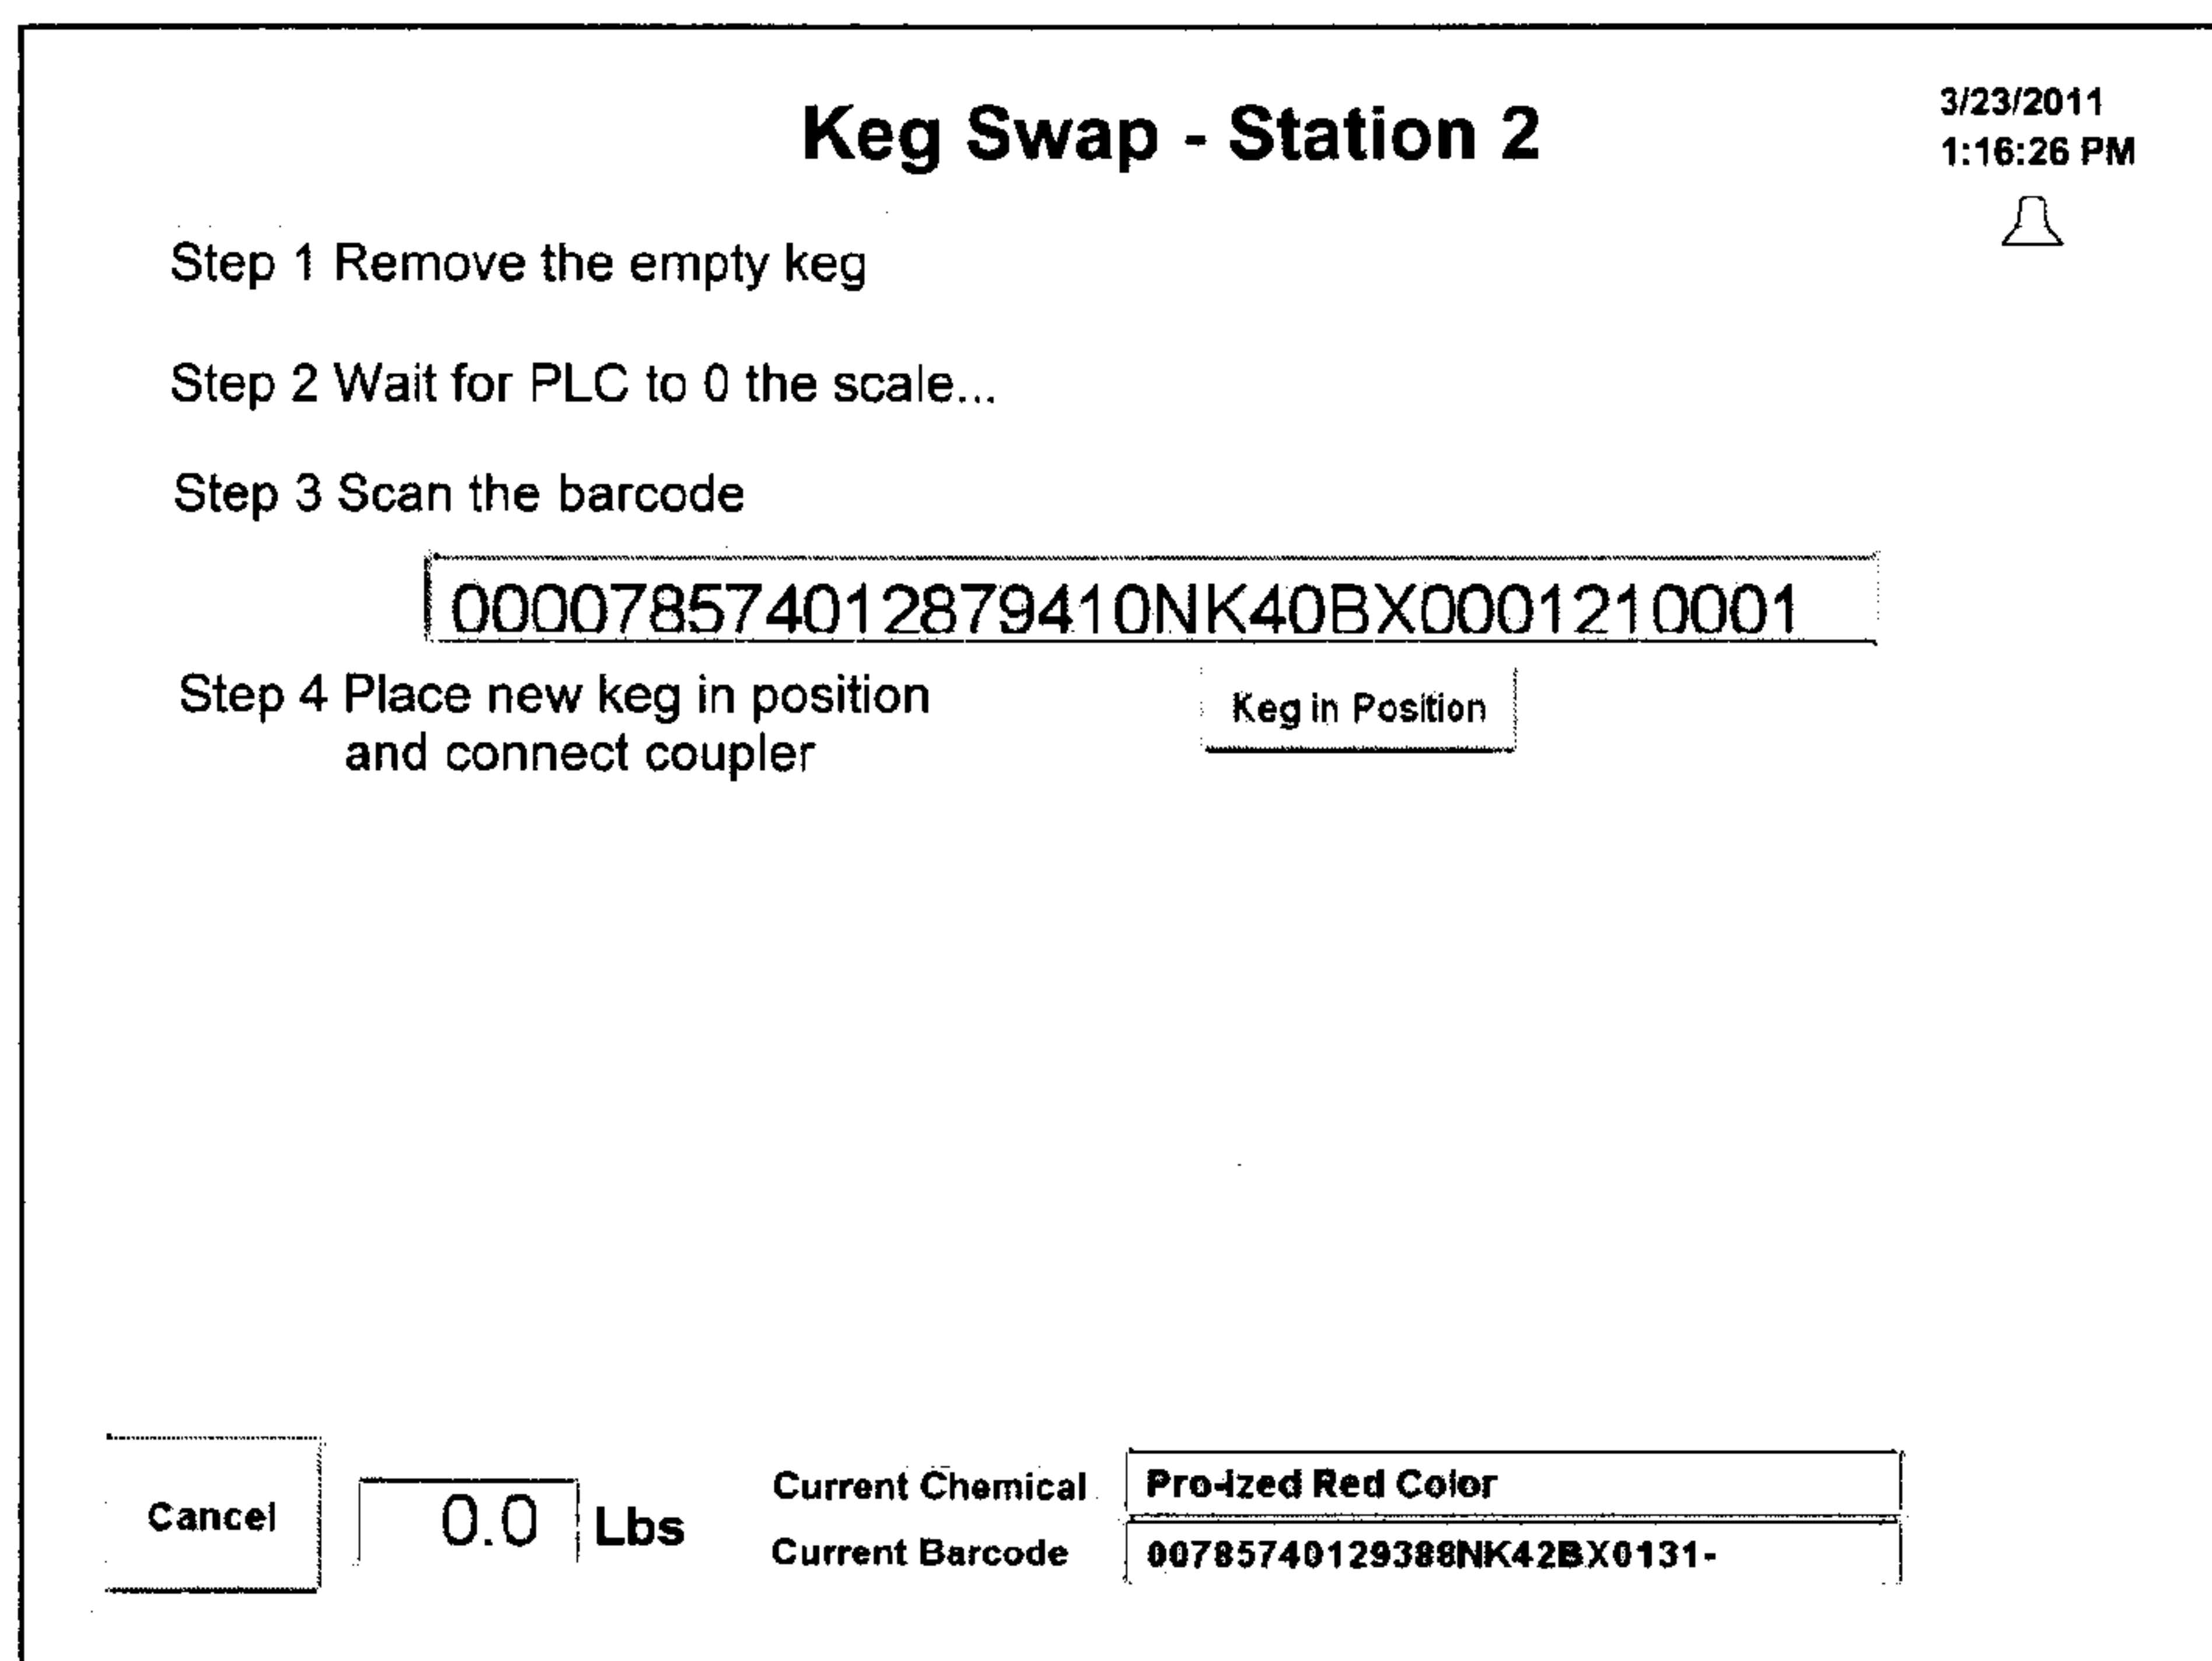 Keg Swap - Station 2
3/23/2011
1:16:26 PM
Step 1 Remove the empty keg
Step 2 Wait for PLC to 0 the scale...
Step 3 Scan the barcode
000078574012879410NK40BX0001210001
Step 4 Place new keg in position
and connect coupler
Keg in Position
Cancel
0.0 Lbs
Current Chemical
Pro-Ized Red Color
Current Barcode
00785740129388NK42BX0131-